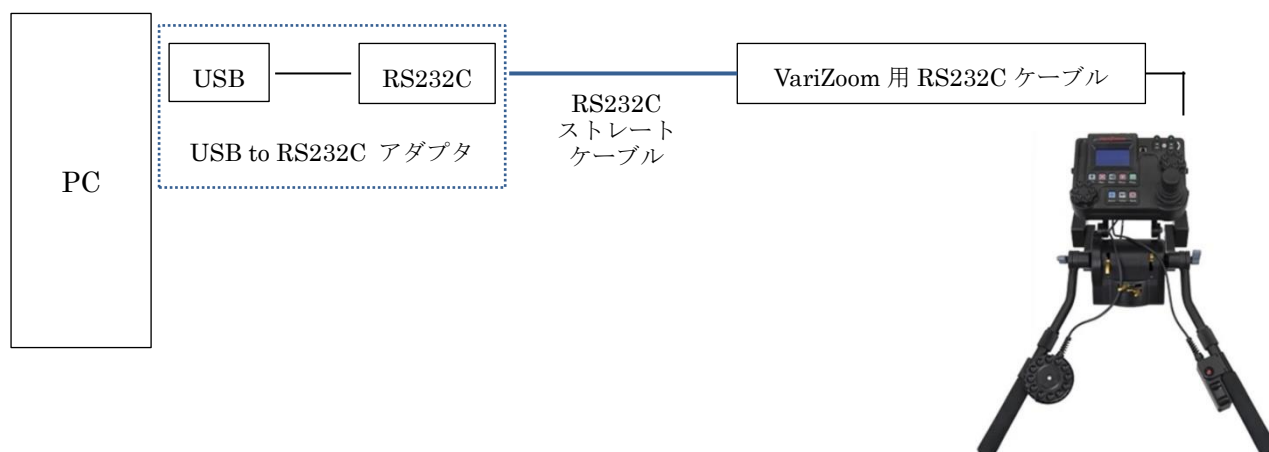 PC
USB
RS232C
USB to RS232C アダプタ
RS232C
ストレート
ケーブル
VariZoom 用 RS232C ケーブル